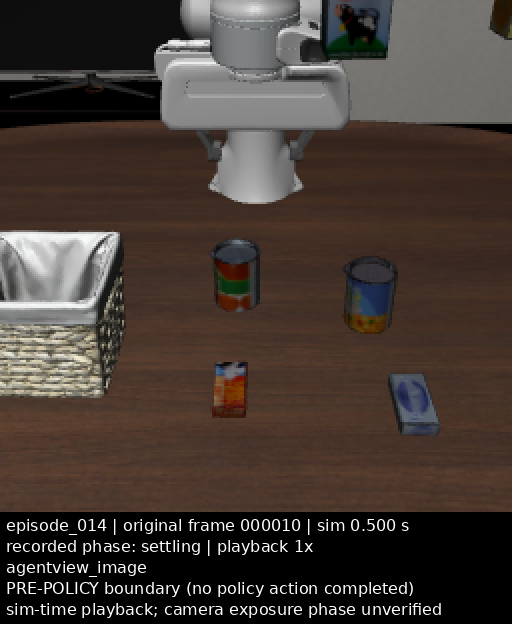 episode_014 | original frame 000010 | sim 0.500 s
recorded phase: settling | playback 1x
agentview_image
PRE-POLICY boundary (no policy action completed)
sim-time playback; camera exposure phase unverified